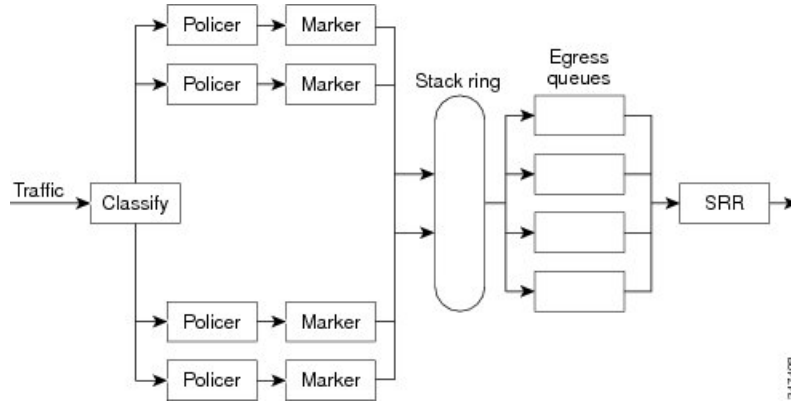 Policer
Marker
Policer
Marker
Stack ring
Egress
queues
Traffic
Classify
SRR
Policer
Marker
Policer
Marker